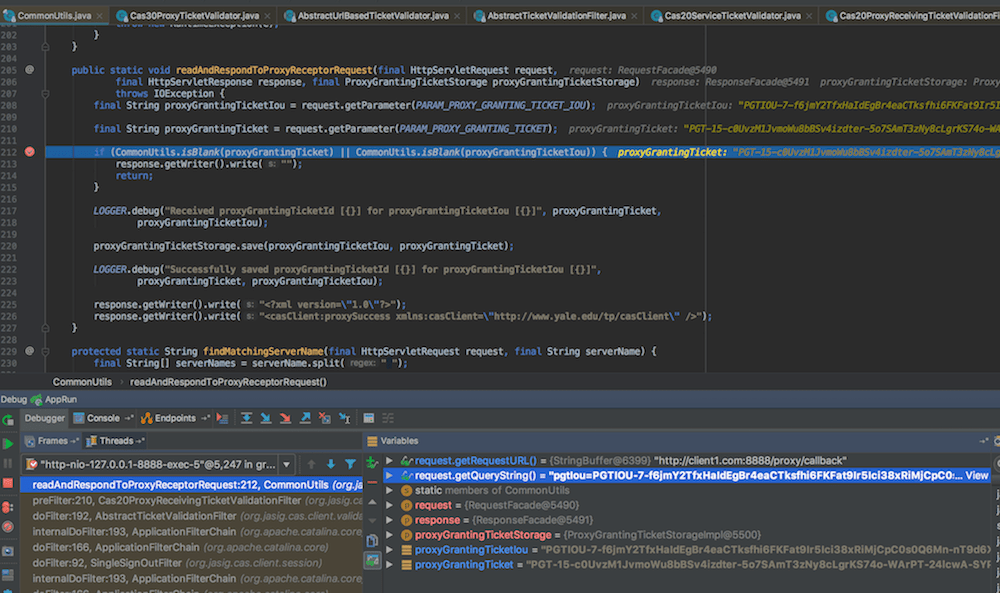 CommonUtils.java Cas30ProxyTicketValidator.java AbstractUrlBasedTicketValidator.java AbstractTicketValidationFilter.java Cas20ServiceTicketValidator.java Cas20ProxyReceivingTicketValidationFi
202 }
203 }
204
205 @ public static void readAndRespondToProxyReceptorRequest(final HttpServletRequest request, request: RequestFacade@5490
206 final HttpServletResponse response, final ProxyGrantingTicketStorage proxyGrantingTicketStorage) response: ResponseFacade@5491 proxyGrantingTicketStorage: Proxy
207 throws IOException {
208 final String proxyGrantingTicketIou = request.getParameter(PARAM_PROXY_GRANTING_TICKET_IOU); proxyGrantingTicketIou: "PGTIOU-7-f6jmY2TfxHaIdEgBr4eaCTksfhi6FKFat9Ir5I
209
210 final String proxyGrantingTicket = request.getParameter(PARAM_PROXY_GRANTING_TICKET); proxyGrantingTicket: "PGT-15-c0UvzM1JvmoWu8bBSv4izdter-5o7SAmT3zNy8cLgrKS74o-WA
211
212 if (CommonUtils.isBlank(proxyGrantingTicket) || CommonUtils.isBlank(proxyGrantingTicketIou)) { proxyGrantingTicket: "PGT-15-c0UvzM1JvmoWu8bBSv4izdter-5o7SAmT3zNy8cLg
213 response.getWriter().write( s: "");
214 return;
215 }
216
217 LOGGER.debug("Received proxyGrantingTicketId [{}] for proxyGrantingTicketIou [{}]", proxyGrantingTicket,
218 proxyGrantingTicketIou);
219
220 proxyGrantingTicketStorage.save(proxyGrantingTicketIou, proxyGrantingTicket);
221
222 LOGGER.debug("Successfully saved proxyGrantingTicketId [{}] for proxyGrantingTicketIou [{}]",
223 proxyGrantingTicket, proxyGrantingTicketIou);
224
225 response.getWriter().write( s: "<?xml version=\"1.0\"?>");
226 response.getWriter().write( s: "<casClient:proxySuccess xmlns:casClient=\"http://www.yale.edu/tp/casClient\" />");
227 }
228
229 @ protected static String findMatchingServerName(final HttpServletRequest request, final String serverName) {
230 final String[] serverNames = serverName.split( regex: " ");
CommonUtils › readAndRespondToProxyReceptorRequest()
Debug AppRun
Debugger Console Endpoints
Frames Threads Variables
"http-nio-127.0.0.1-8888-exec-5"@5,247 in gr...
readAndRespondToProxyReceptorRequest:212, CommonUtils (org.jasig
preFilter:210, Cas20ProxyReceivingTicketValidationFilter (org.jasig.ca
doFilter:192, AbstractTicketValidationFilter (org.jasig.cas.client.valida
internalDoFilter:193, ApplicationFilterChain (org.apache.catalina.core)
doFilter:166, ApplicationFilterChain (org.apache.catalina.core)
doFilter:92, SingleSignOutFilter (org.jasig.cas.client.session)
internalDoFilter:193, ApplicationFilterChain (org.apache.catalina.core)
doFilter:166, ApplicationFilterChain (org.apache.catalina.core)
request.getRequestURL() = {StringBuffer@6399} "http://client1.com:8888/proxy/callback"
request.getQueryString() = "pgtIou=PGTIOU-7-f6jmY2TfxHaIdEgBr4eaCTksfhi6FKFat9Ir5Ici38xRiMjCpC0: ... View
static members of CommonUtils
request = {RequestFacade@5490}
response = {ResponseFacade@5491}
proxyGrantingTicketStorage = {ProxyGrantingTicketStorageImpl@5500}
proxyGrantingTicketIou = "PGTIOU-7-f6jmY2TfxHaIdEgBr4eaCTksfhi6FKFat9Ir5Ici38xRiMjCpC0s0Q6Mn-nT9d6X
proxyGrantingTicket = "PGT-15-c0UvzM1JvmoWu8bBSv4izdter-5o7SAmT3zNy8cLgrKS74o-WArPT-24IcwA-SYF